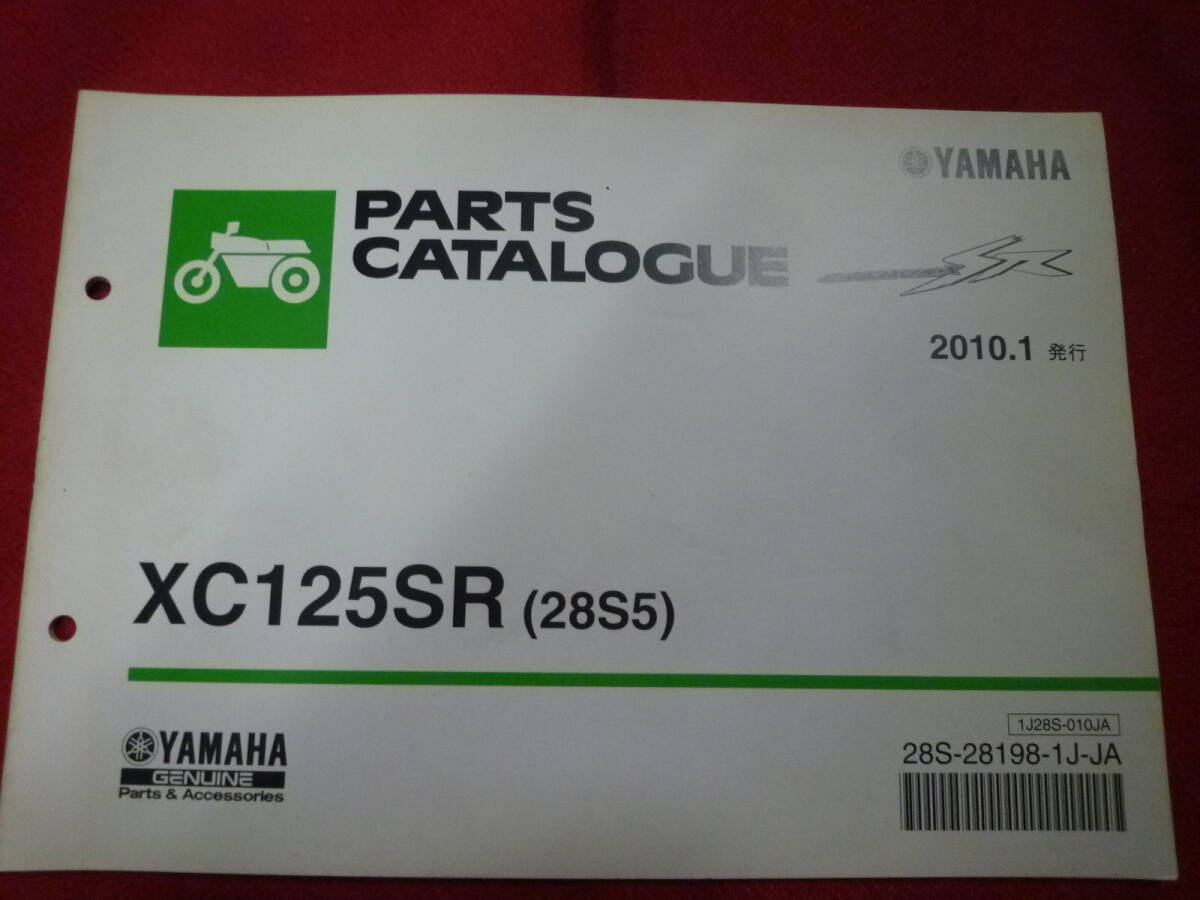 YAMAHA
PARTS
CATALOGUE
SR
2010.1 発行
XC125SR (28S5)
YAMAHA
GENUINE
Parts & Accessories
1J28S-010JA
28S-28198-1J-JA